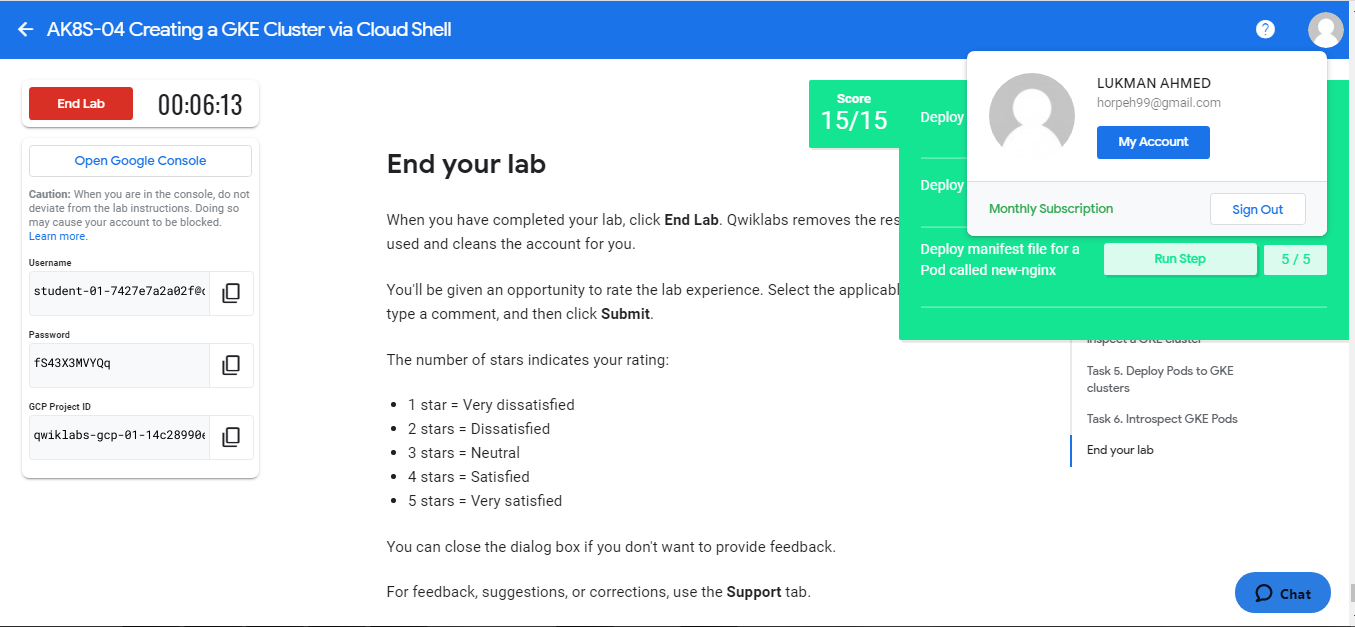 AK8S-04 Creating a GKE Cluster via Cloud Shell
?
End Lab
00:06:13
Open Google Console
Caution: When you are in the console, do not
deviate from the lab instructions. Doing so
may cause your account to be blocked.
Learn more.
Username
student-01-7427e7a2a02f@
Password
fS43X3MVYQq
GCP Project ID
qwiklabs-gcp-01-14c28990
End your lab
When you have completed your lab, click End Lab. Qwiklabs removes the
used and cleans the account for you.
You'll be given an opportunity to rate the lab experience. Select the
type a comment, and then click Submit.
The number of stars indicates your rating:
1 star = Very dissatisfied
2 stars = Dissatisfied
3 stars = Neutral
4 stars = Satisfied
5 stars = Very satisfied
You can close the dialog box if you don't want to provide feedback.
For feedback, suggestions, or corrections, use the Support tab.
Score
15/15
Deploy
Deploy
Deploy manifest file for a
Pod called new-nginx
Run Step
5 / 5
LUKMAN AHMED
horpeh99@gmail.com
My Account
Monthly Subscription
Sign Out
Inspect a GKE cluster
Task 5. Deploy Pods to GKE
clusters
Task 6. Introspect GKE Pods
End your lab
Chat